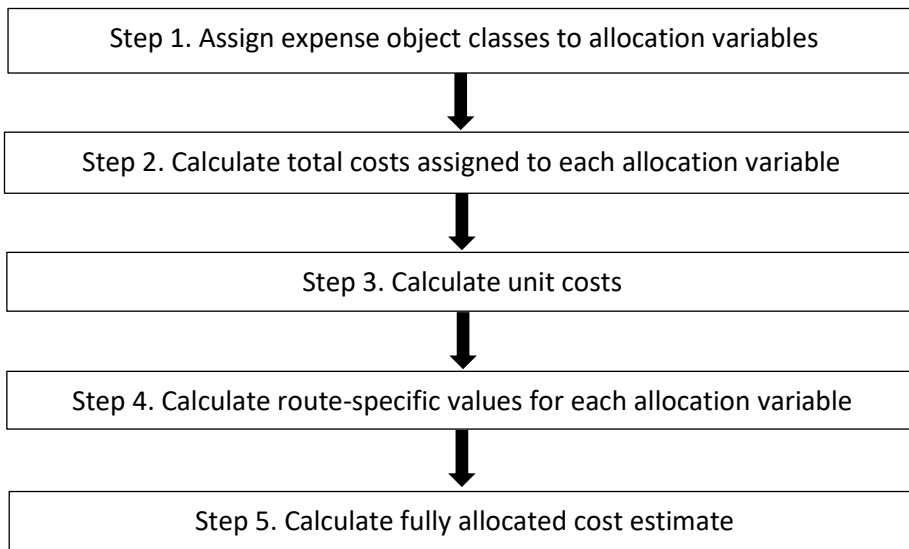 Step 1. Assign expense object classes to allocation variables
Step 2. Calculate total costs assigned to each allocation variable
Step 3. Calculate unit costs
Step 4. Calculate route-specific values for each allocation variable
Step 5. Calculate fully allocated cost estimate